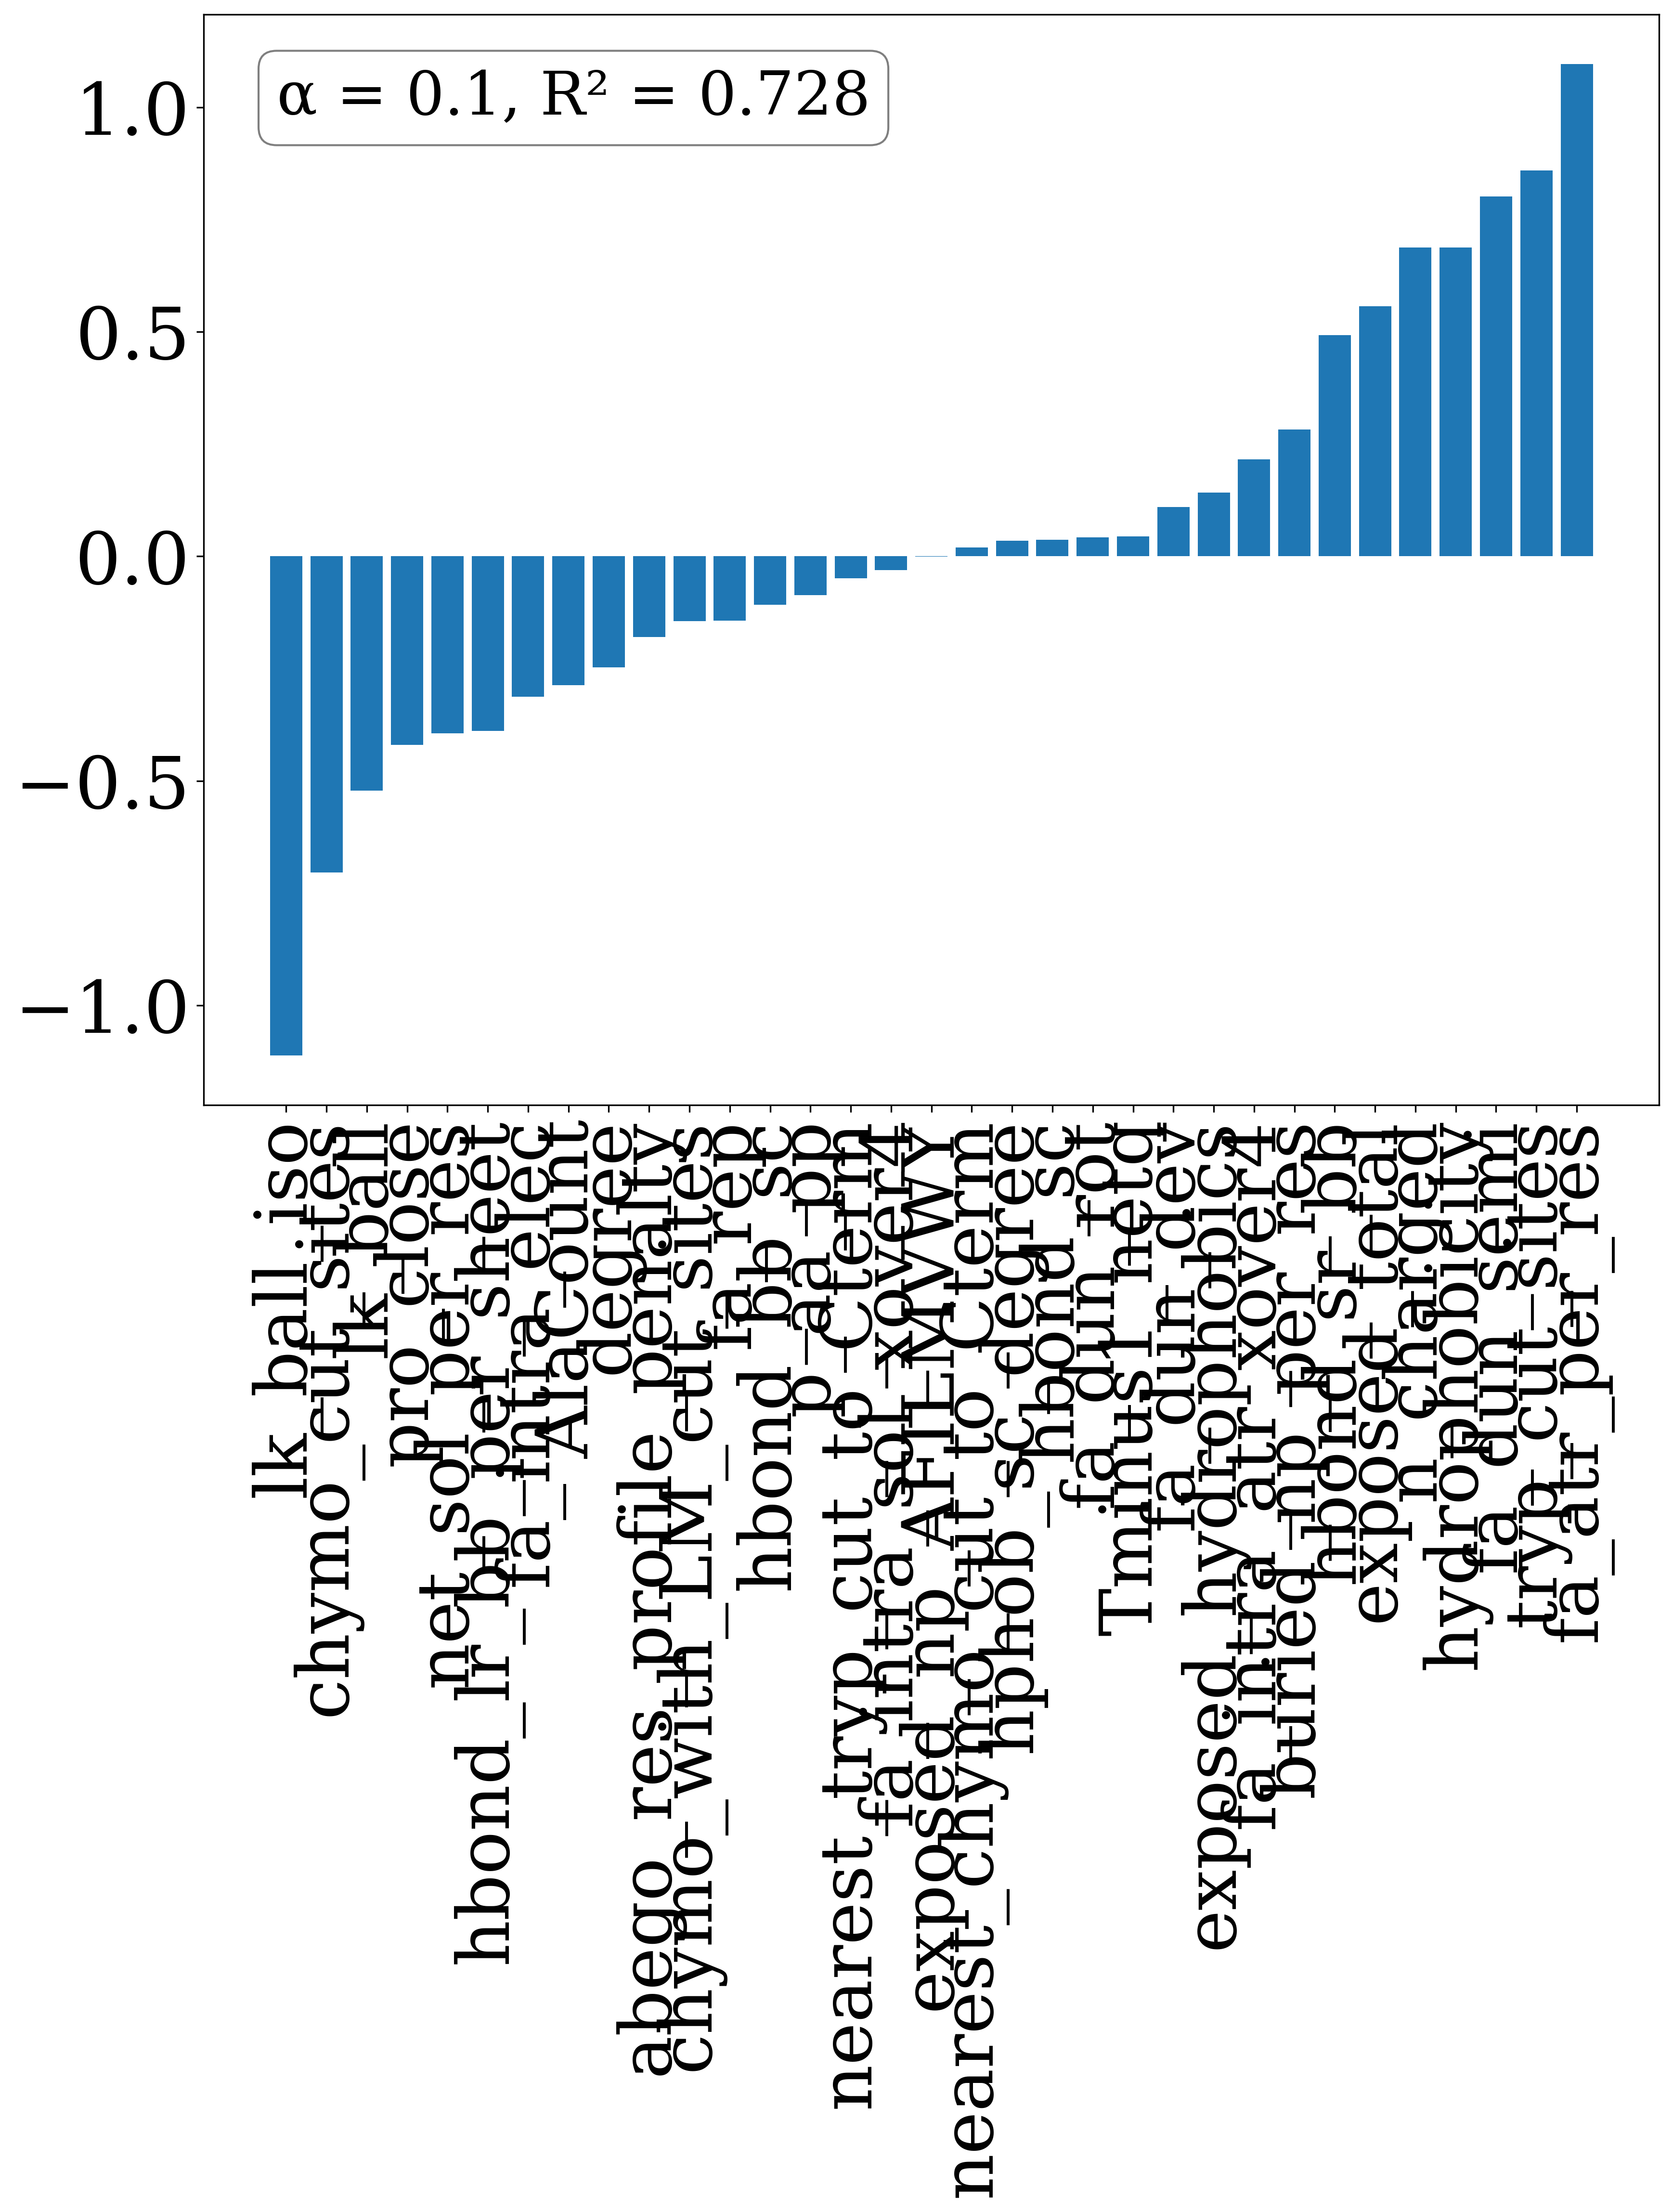 α = 0.1, R² = 0.728
1.0
0.5
0.0
−0.5
−1.0
lk_ball_iso
chymo_cut_sites
lk_ball
pro_close
net_sol_per_res
hbond_lr_bb_per_sheet
fa_intra_elec
fa_AlaCount
degree
abego_res_profile_penalty
chymo_with_LM_cut_sites
fa_rep
hbond_bb_sc
p_aa_pp
nearest_tryp_cut_to_Cterm
fa_intra_sol_xover4
exposed_np_AFILMVWY
nearest_chymo_cut_to_Cterm
hphob_sc_degree
hbond_sc
fa_dun_rot
Tminus1_netq
fa_dun_dev
exposed_hydrophobics
fa_intra_atr_xover4
buried_np_per_res
hbond_sr_bb
exposed_total
n_charged
hydrophobicity
fa_dun_semi
tryp_cut_sites
fa_atr_per_res